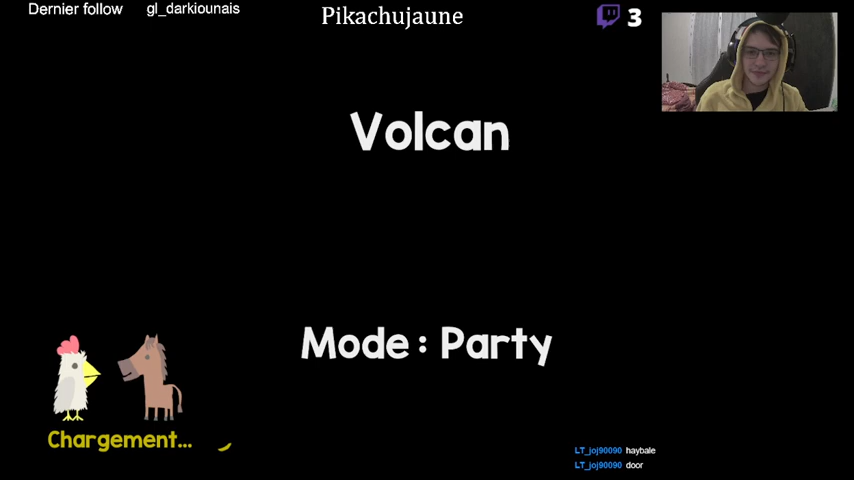 Dernier follow gl_darkiounais
Pikachujaune
3
Volcan
Mode : Party
Chargement...
LT_joj90090 haybale
LT_joj90090 door